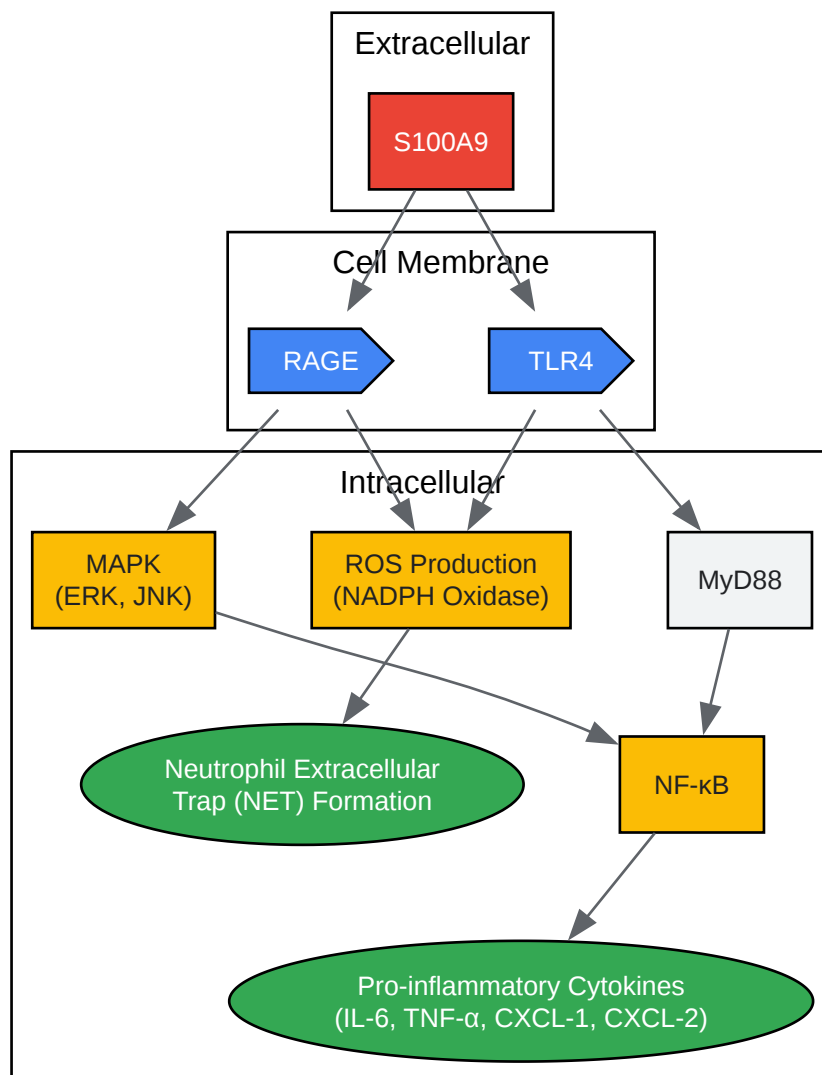 Extracellular
S100A9
Cell Membrane
RAGE
TLR4
Intracellular
MAPK
(ERK, JNK)
ROS Production
(NADPH Oxidase)
MyD88
Neutrophil Extracellular
Trap (NET) Formation
NF-κB
Pro-inflammatory Cytokines
(IL-6, TNF-α, CXCL-1, CXCL-2)